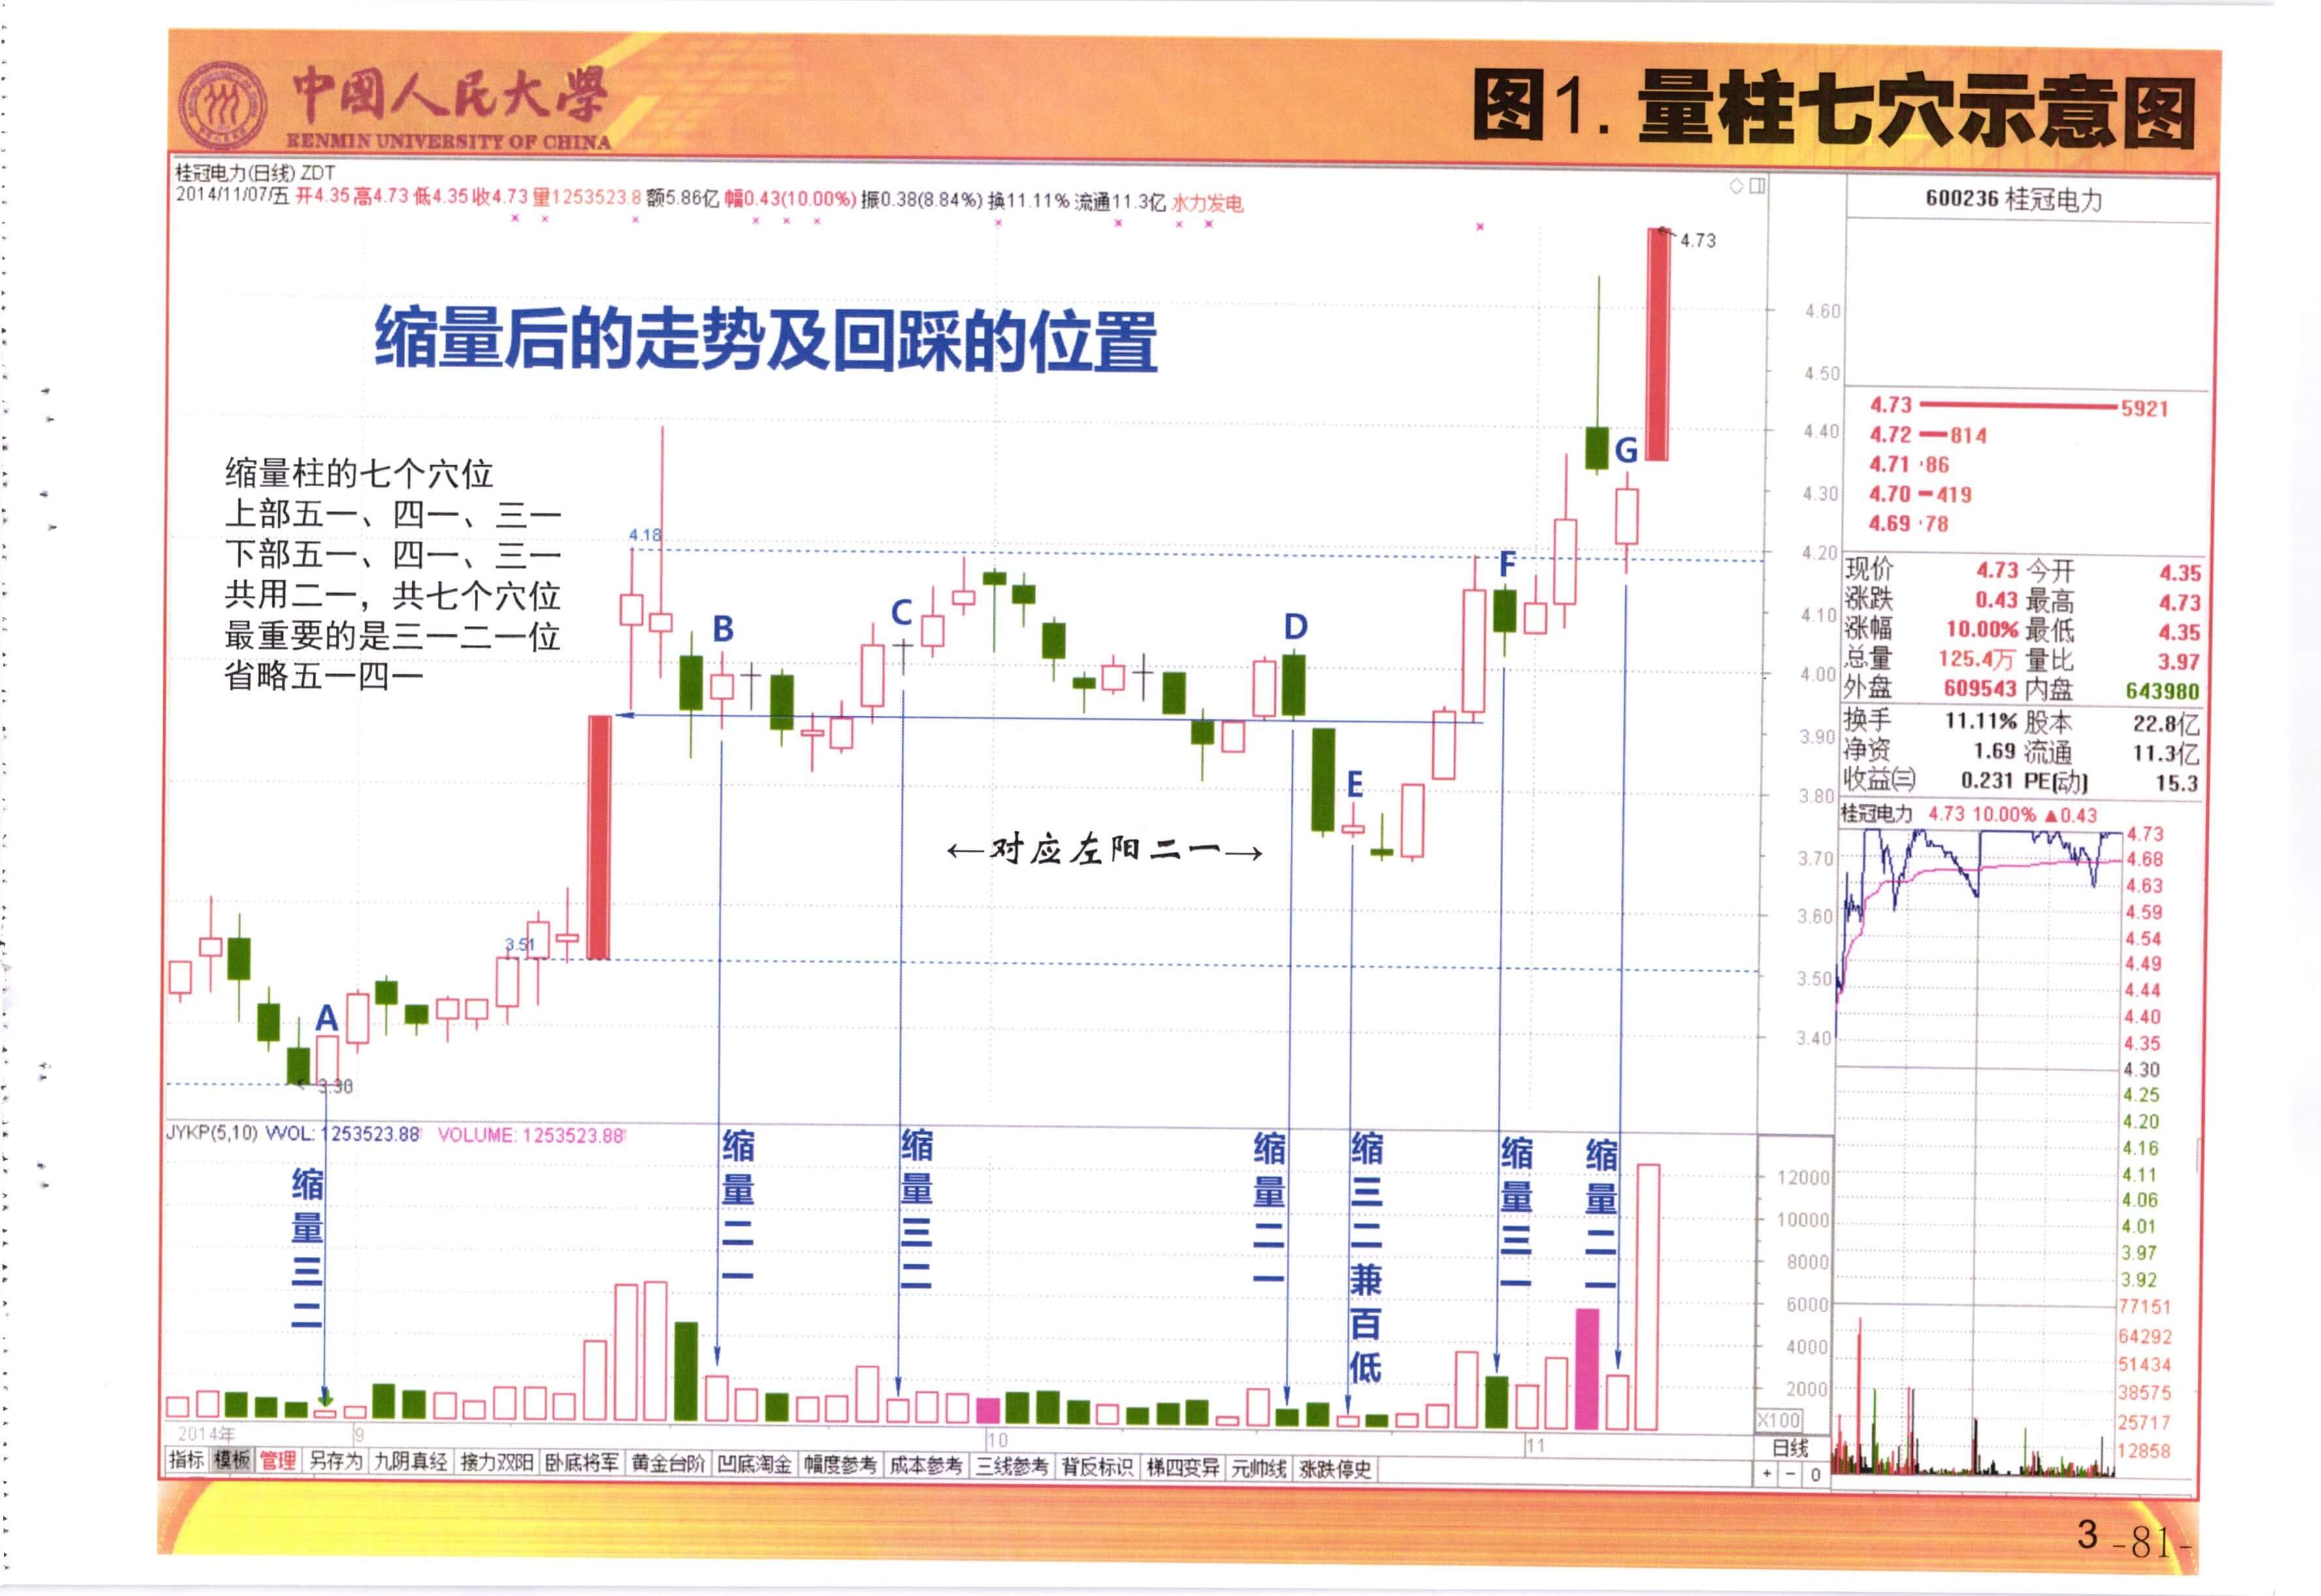 中国人民大学
RENMIN UNIVERSITY OF CHINA
图1. 量柱七穴示意图
桂冠电力(日线) ZDT
2014/11/07/五 开4.35 高4.73 低4.35 收4.73 量1253523.8 额5.86亿 幅0.43(10.00%) 振0.38(8.84%) 换11.11% 流通11.3亿 水力发电
4.73
缩量后的走势及回踩的位置
缩量柱的七个穴位
上部五一、四一、三一
下部五一、四一、三一
共用二一，共七个穴位
最重要的是三一二一位
省略五一四一
4.18
3.51
3.30
A
B
C
D
E
F
G
←对应左阳二一→
4.60
4.50
4.40
4.30
4.20
4.10
4.00
3.90
3.80
3.70
3.60
3.50
3.40
JYKP(5,10) VVOL: 1253523.88 VOLUME: 1253523.88
缩量三二
缩量二一
缩量三二
缩量二一
缩三二兼百低
缩量三一
缩量二一
12000
10000
8000
6000
4000
2000
X100
2014年
9
10
11
日线
指标 模板 管理 另存为 九阴真经 接力双阳 卧底将军 黄金台阶 凹底淘金 幅度参考 成本参考 三线参考 背反标识 梯四变异 元帅线 涨跌停史
+ - 0
600236 桂冠电力
4.73 5921
4.72 814
4.71 86
4.70 419
4.69 78
现价 4.73 今开 4.35
涨跌 0.43 最高 4.73
涨幅 10.00% 最低 4.35
总量 125.4万 量比 3.97
外盘 609543 内盘 643980
换手 11.11% 股本 22.8亿
净资 1.69 流通 11.3亿
收益㈢ 0.231 PE(动) 15.3
桂冠电力 4.73 10.00% ▲0.43
4.73
4.68
4.63
4.59
4.54
4.49
4.44
4.40
4.35
4.30
4.25
4.20
4.16
4.11
4.06
4.01
3.97
3.92
77151
64292
51434
38575
25717
12858
3 -81-